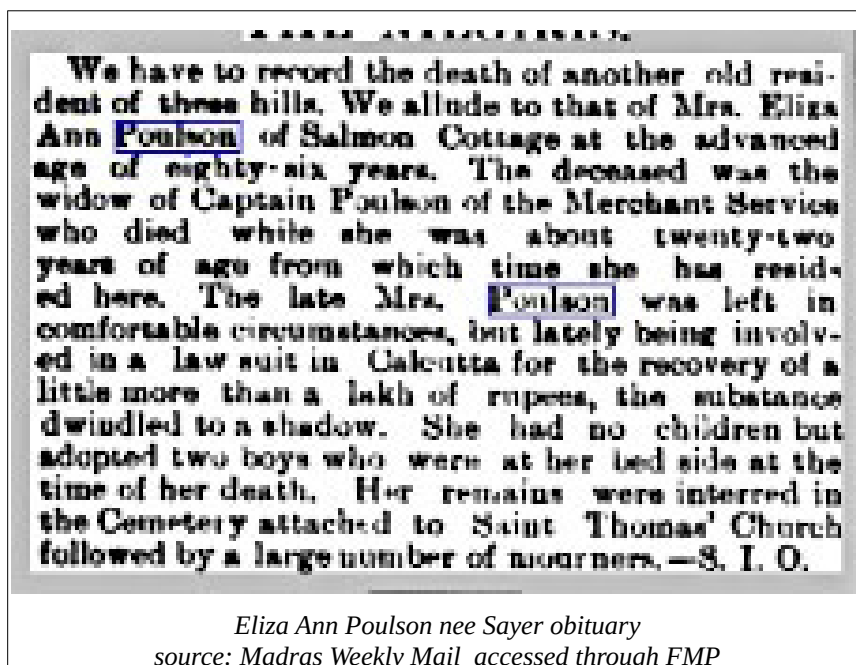 We have to record the death of another old resi-
dent of these hills. We allude to that of Mrs. Eliza
Ann Poulson of Salmon Cottage at the advanced
age of eighty-six years. The deceased was the
widow of Captain Poulson of the Merchant Service
who died while she was about twenty-two
years of age from which time she has resid-
ed here. The late Mrs. Poulson was left in
comfortable circumstances, but lately being involv-
ed in a law suit in Calcutta for the recovery of a
little more than a lakh of rupees, the substance
dwindled to a shadow. She had no children but
adopted two boys who were at her bed side at the
time of her death. Her remains were interred in
the Cemetery attached to Saint Thomas' Church
followed by a large number of mourners.—S. I. O.
Eliza Ann Poulson nee Sayer obituary
source: Madras Weekly Mail accessed through FMP